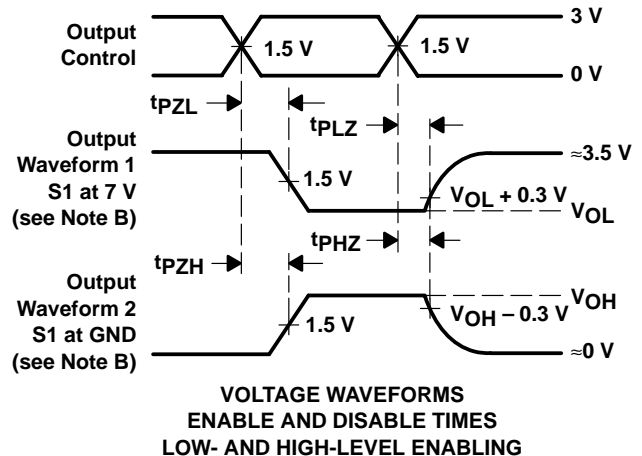 Output
Control
3 V
1.5 V
1.5 V
0 V
tPZL
tPLZ
Output
Waveform 1
S1 at 7 V
(see Note B)
≈3.5 V
1.5 V
VOL + 0.3 V
VOL
tPZH
tPHZ
Output
Waveform 2
S1 at GND
(see Note B)
VOH
1.5 V
VOH – 0.3 V
≈0 V
VOLTAGE WAVEFORMS
ENABLE AND DISABLE TIMES
LOW- AND HIGH-LEVEL ENABLING